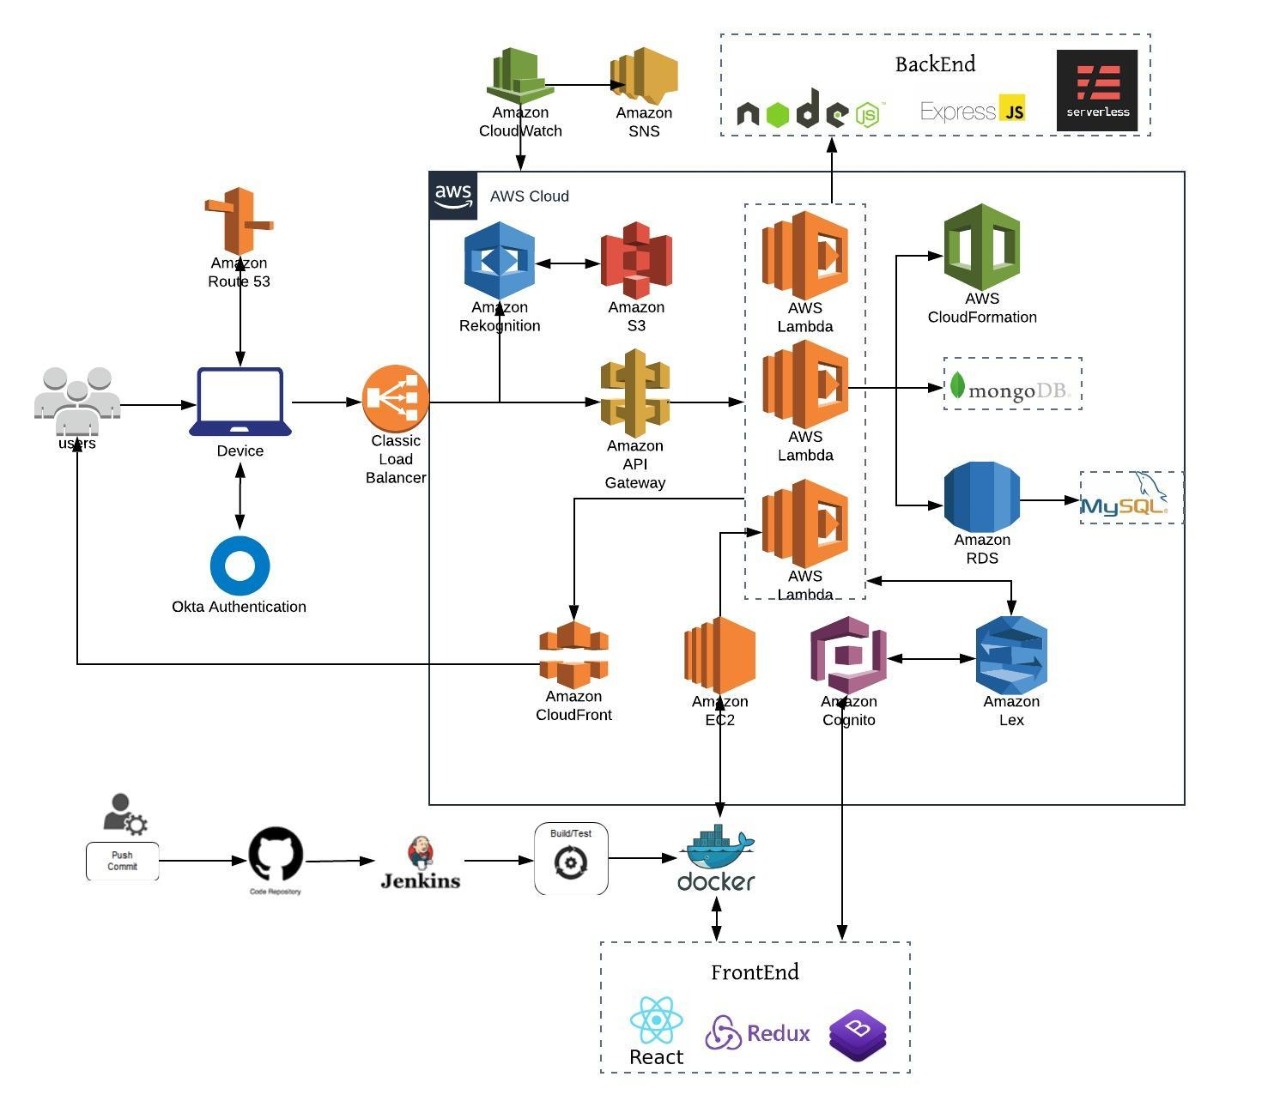 Amazon
CloudWatch
Amazon
SNS
BackEnd
node
JS
Express
JS
serverless
aws
AWS Cloud
Amazon
Route 53
Amazon
Rekognition
Amazon
S3
AWS
Lambda
AWS
CloudFormation
users
Device
Classic
Load
Balancer
Amazon
API
Gateway
AWS
Lambda
mongoDB
Okta Authentication
AWS
Lambda
Amazon
RDS
MySQL
Amazon
CloudFront
Amazon
EC2
Amazon
Cognito
Amazon
Lex
Push
Commit
Code Repository
Jenkins
Build/Test
docker
FrontEnd
React
Redux
B